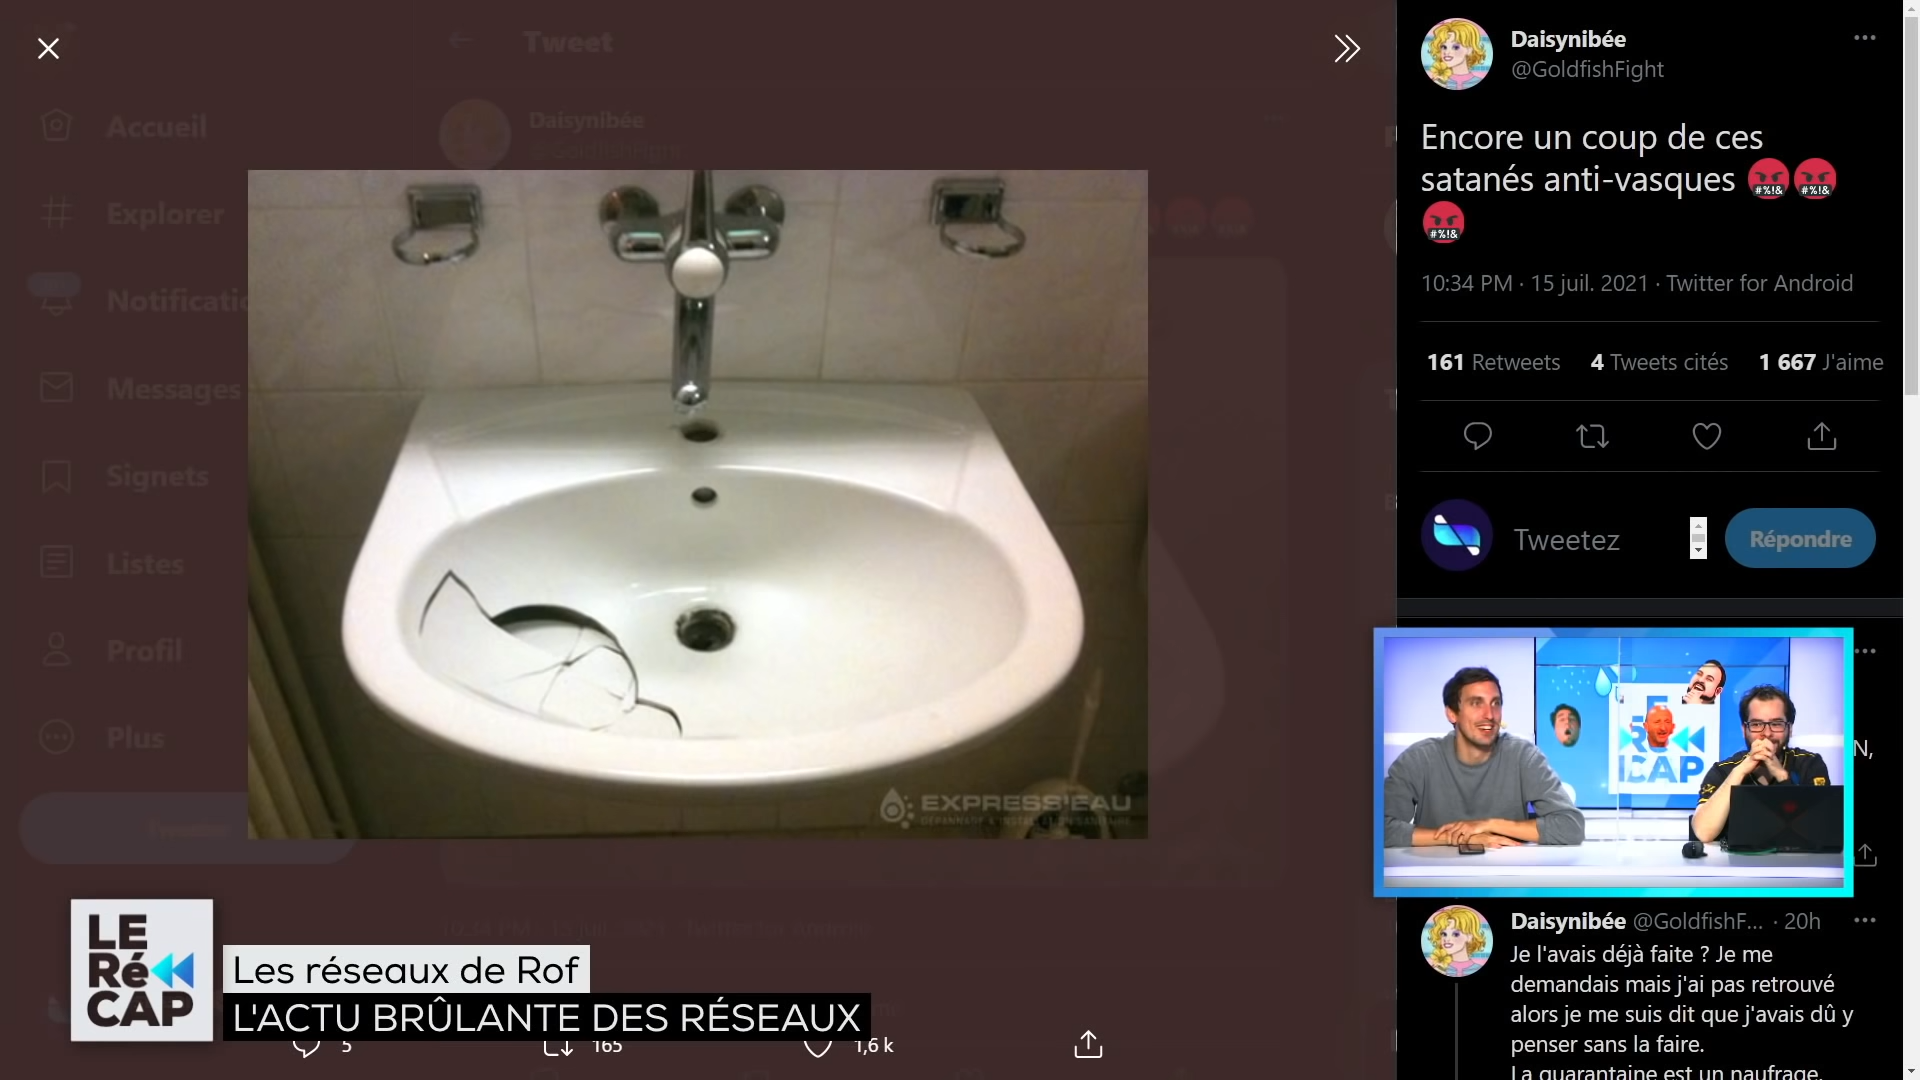 Tweet
Accueil
Explorer
Messages
Signets
Listes
Profil
Plus
Daisynibée
@GoldfishFight
EXPRESS'EAU
Daisynibée
@GoldfishFight
Encore un coup de ces
satanés anti-vasques
10:34 PM · 15 juil. 2021 · Twitter for Android
161 Retweets 4 Tweets cités 1 667 J'aime
Tweetez
Répondre
N,
Daisynibée @GoldfishF... · 20h
Je l'avais déjà faite ? Je me
demandais mais j'ai pas retrouvé
alors je me suis dit que j'avais dû y
penser sans la faire.
La quarantaine est un naufrage.
LE
Ré
CAP
Les réseaux de Rof
L'ACTU BRÛLANTE DES RÉSEAUX
5
165
1,6 k